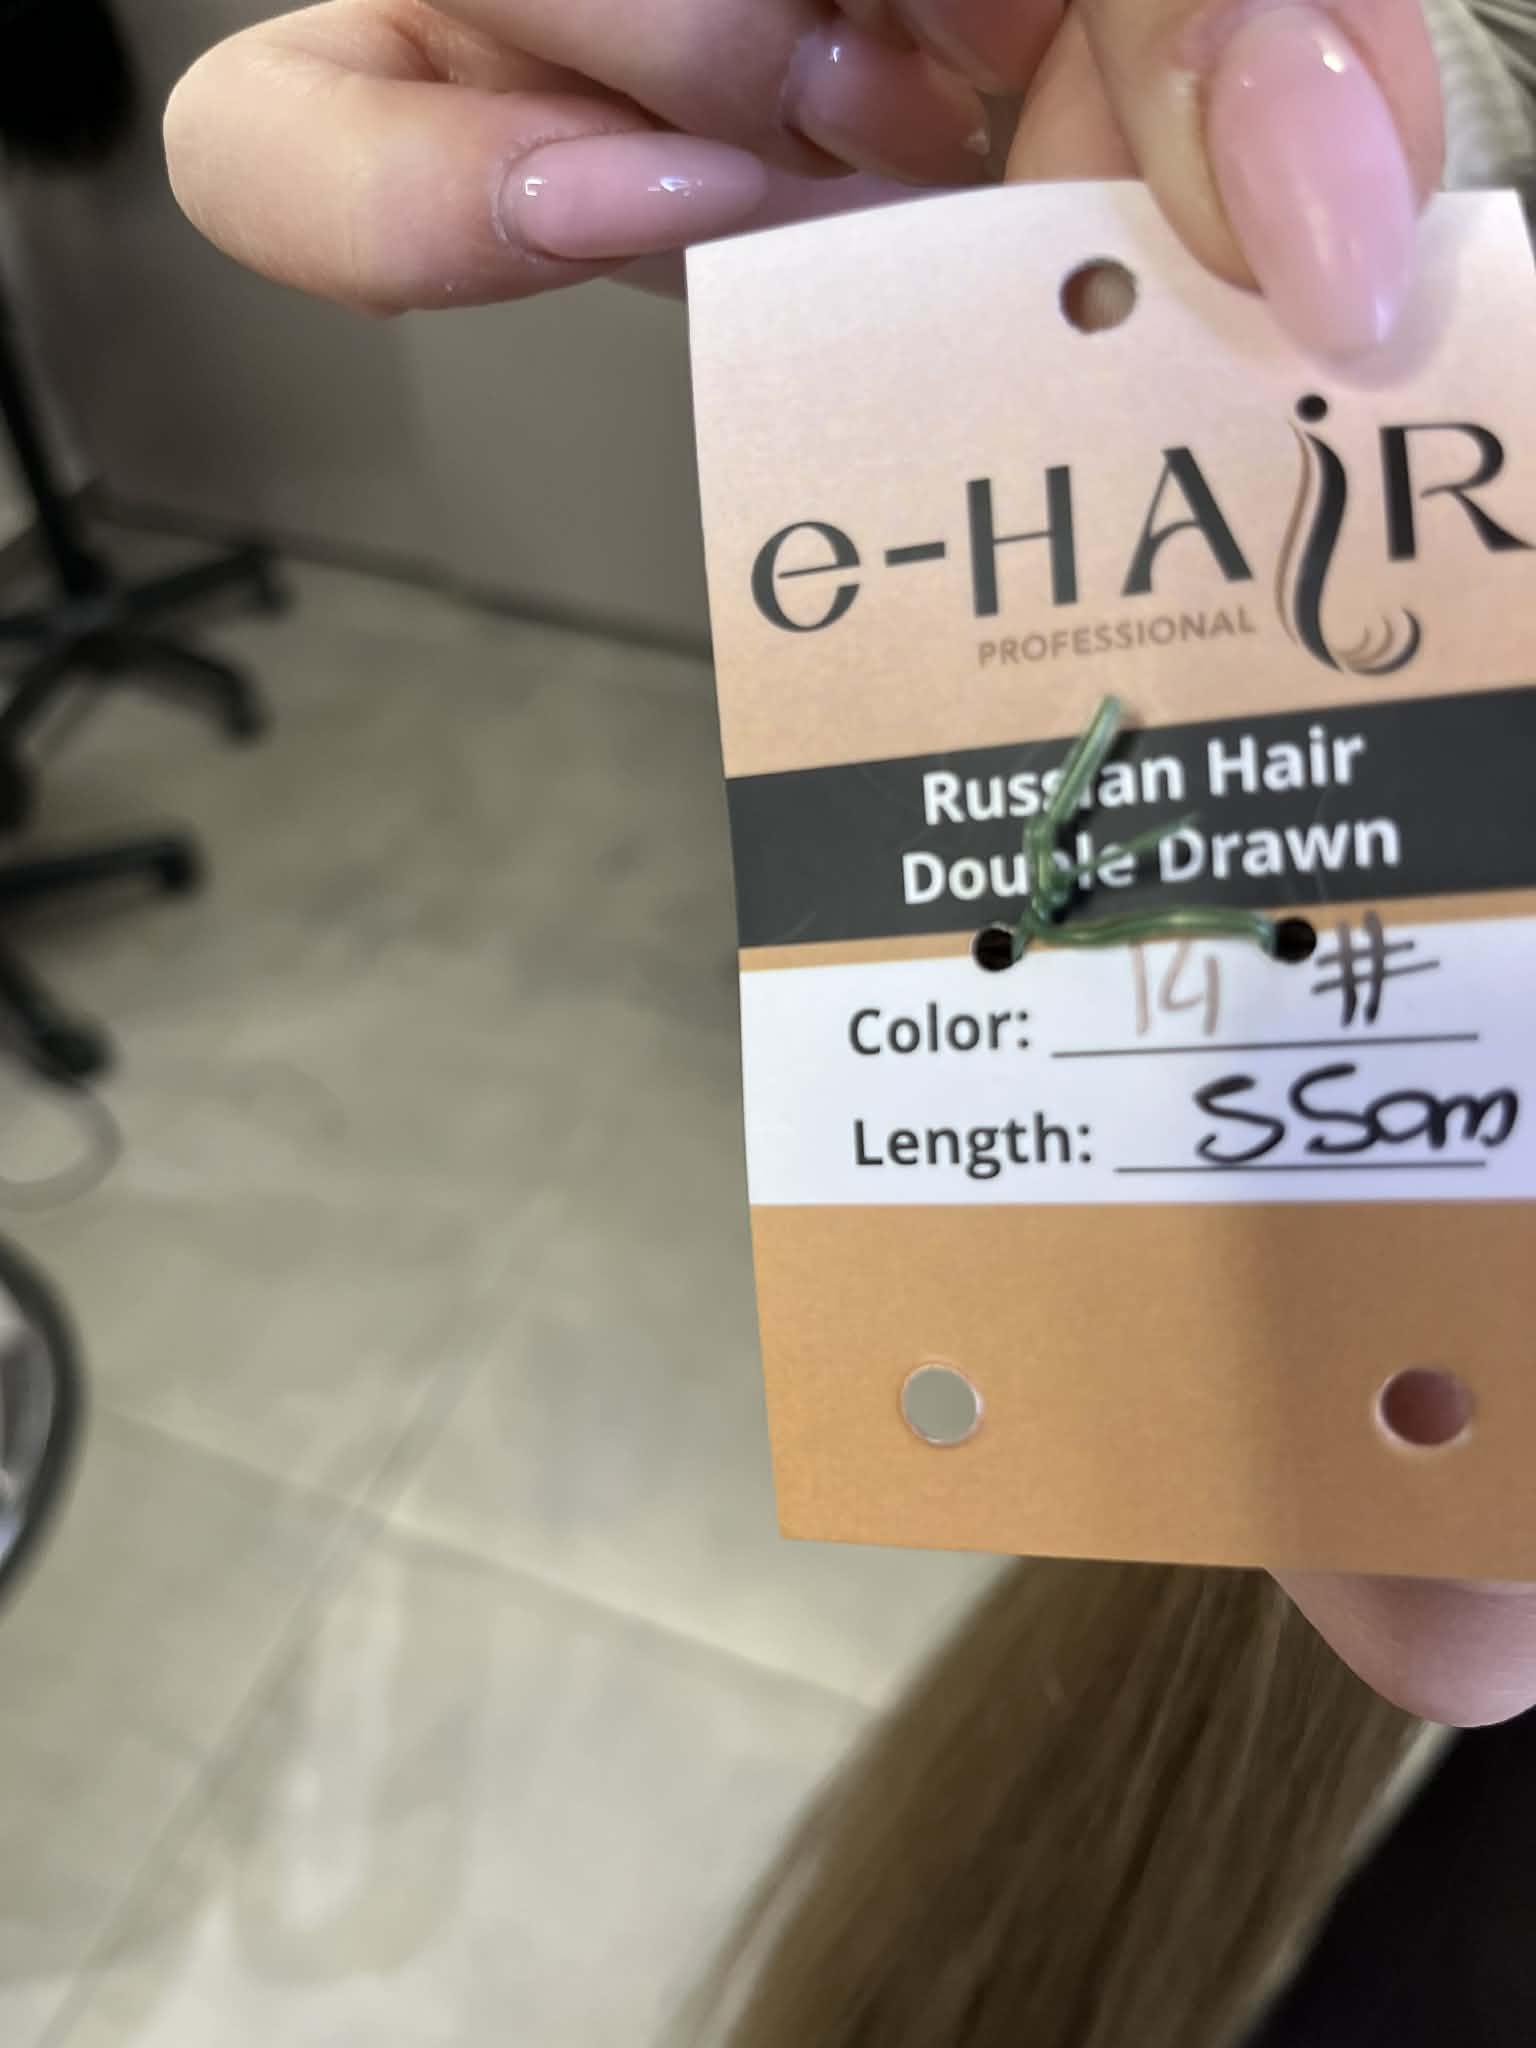 e-HAiR
PROFESSIONAL
Russian Hair
Double Drawn
Color: 14 #
Length: 55cm